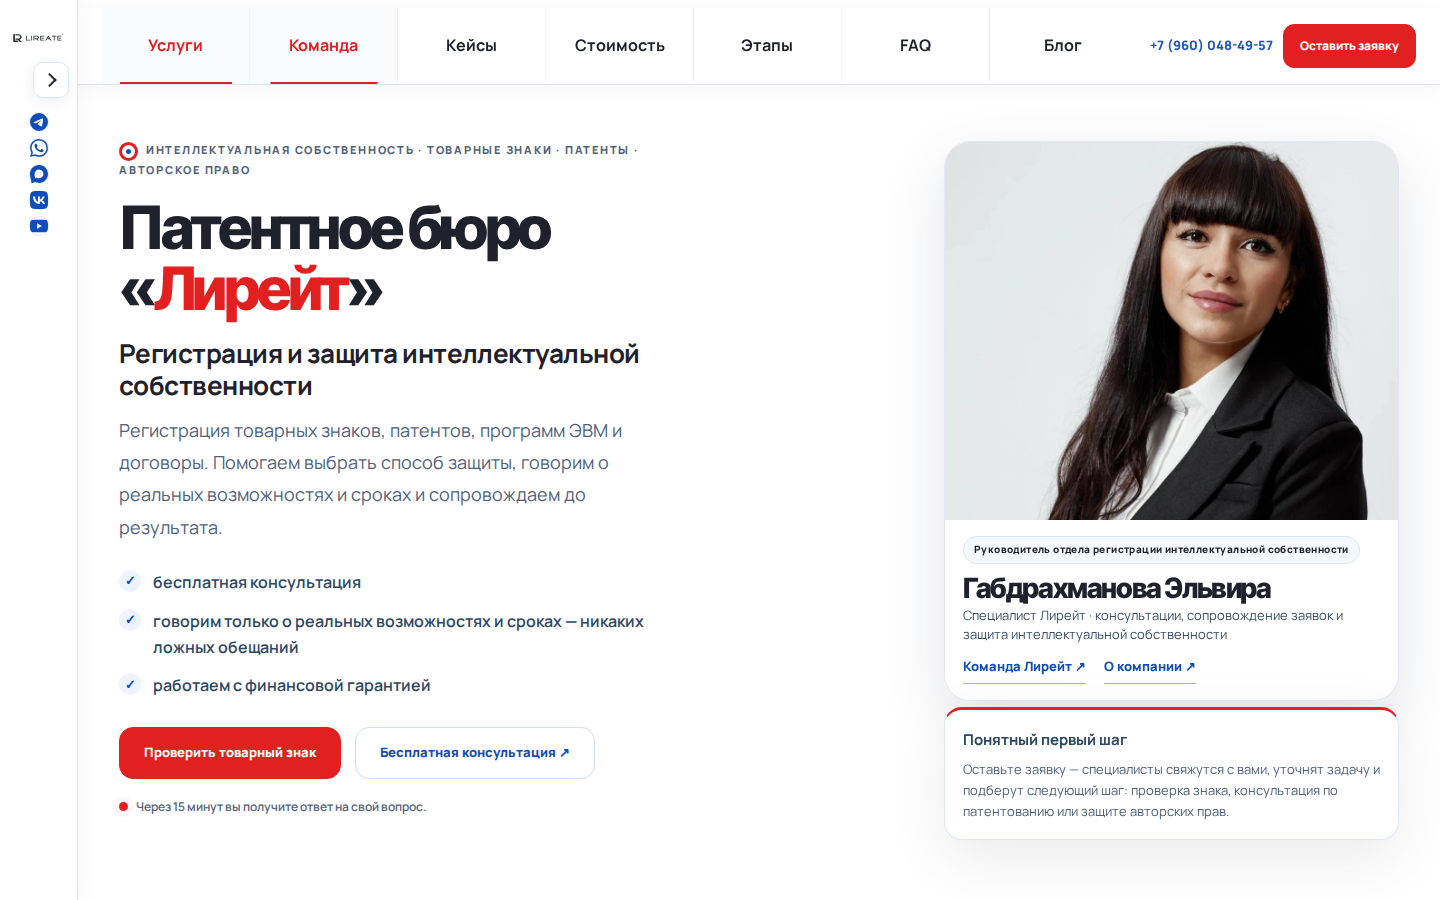 LIREATE
Услуги
Команда
Кейсы
Стоимость
Этапы
FAQ
Блог
+7 (960) 048-49-57
Оставить заявку
ИНТЕЛЛЕКТУАЛЬНАЯ СОБСТВЕННОСТЬ · ТОВАРНЫЕ ЗНАКИ · ПАТЕНТЫ ·
АВТОРСКОЕ ПРАВО
Патентное бюро
«Лирейт»
Регистрация и защита интеллектуальной
собственности
Регистрация товарных знаков, патентов, программ ЭВМ и
договоры. Помогаем выбрать способ защиты, говорим о
реальных возможностях и сроках и сопровождаем до
результата.
✓ бесплатная консультация
✓ говорим только о реальных возможностях и сроках — никаких
ложных обещаний
✓ работаем с финансовой гарантией
Проверить товарный знак
Бесплатная консультация ↗
Через 15 минут вы получите ответ на свой вопрос.
Руководитель отдела регистрации интеллектуальной собственности
Габдрахманова Эльвира
Специалист Лирейт · консультации, сопровождение заявок и
защита интеллектуальной собственности
Команда Лирейт ↗
О компании ↗
Понятный первый шаг
Оставьте заявку — специалисты свяжутся с вами, уточнят задачу и
подберут следующий шаг: проверка знака, консультация по
патентованию или защите авторских прав.